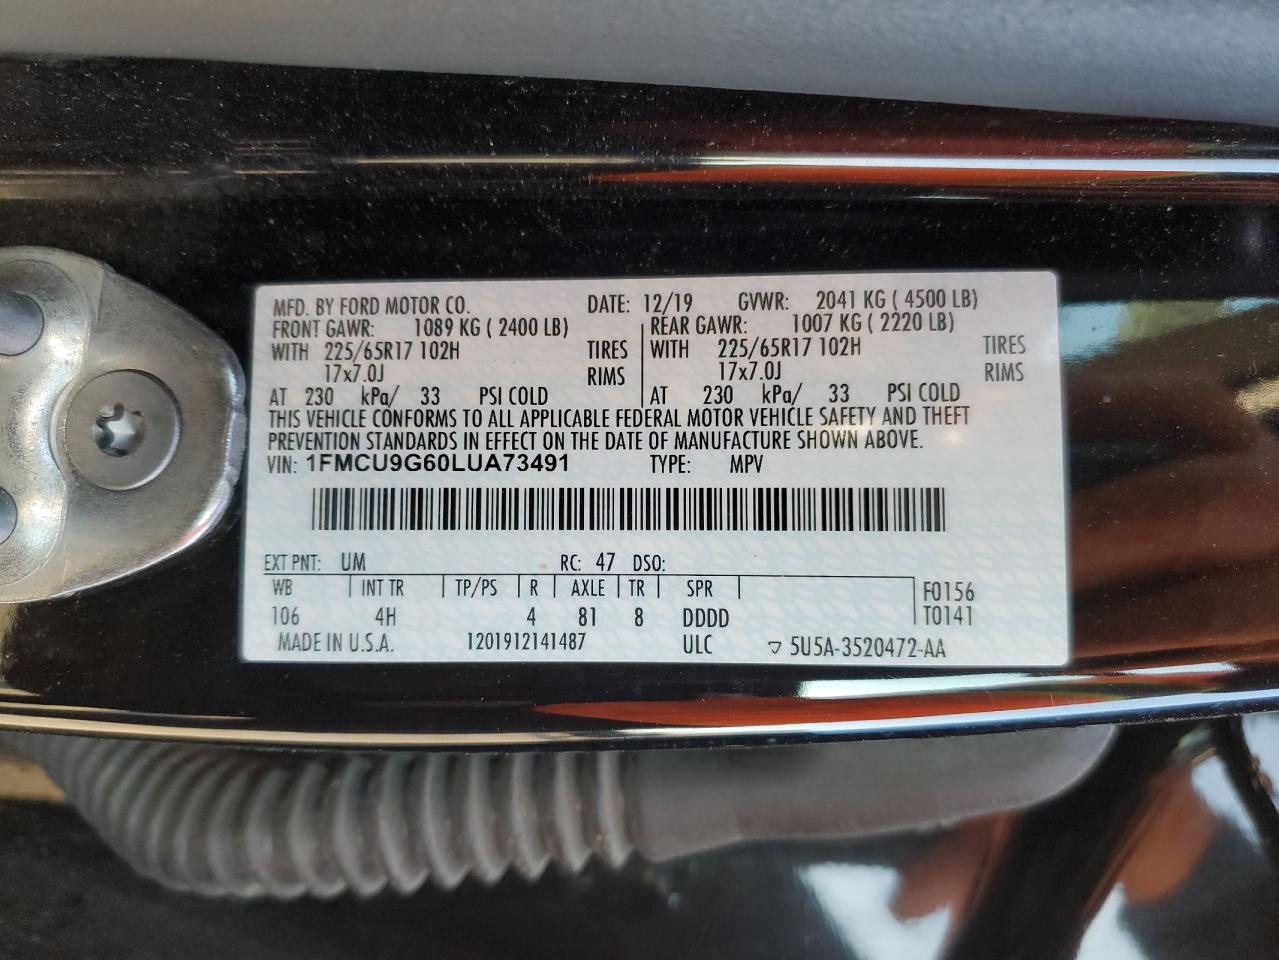 MFD. BY FORD MOTOR CO. DATE: 12/19 GVWR: 2041 KG ( 4500 LB)
FRONT GAWR: 1089 KG ( 2400 LB) REAR GAWR: 1007 KG ( 2220 LB)
WITH 225/65R17 102H TIRES WITH 225/65R17 102H TIRES
17x7.0J RIMS 17x7.0J RIMS
AT 230 kPa/ 33 PSI COLD AT 230 kPa/ 33 PSI COLD
THIS VEHICLE CONFORMS TO ALL APPLICABLE FEDERAL MOTOR VEHICLE SAFETY AND THEFT
PREVENTION STANDARDS IN EFFECT ON THE DATE OF MANUFACTURE SHOWN ABOVE.
VIN: 1FMCU9G60LUA73491 TYPE: MPV
EXT PNT: UM RC: 47 DSO:
WB INT TR TP/PS R AXLE TR SPR F0156
106 4H 4 81 8 DDDD T0141
MADE IN U.S.A. 1201912141487 ULC 5U5A-3520472-AA